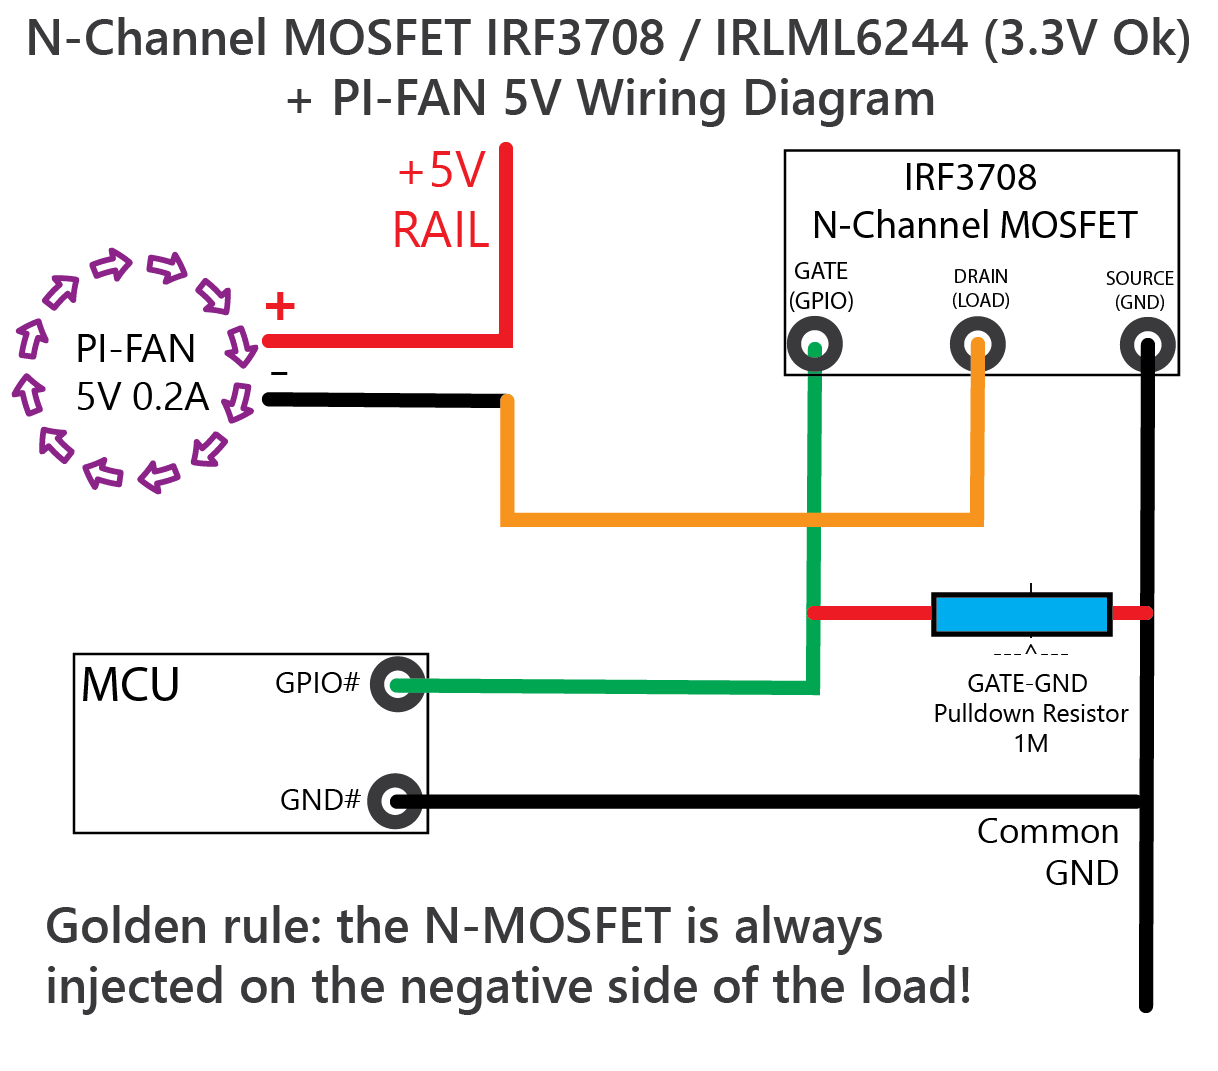 N-Channel MOSFET IRF3708 / IRLML6244 (3.3V Ok)
+ PI-FAN 5V Wiring Diagram
+5V
RAIL
IRF3708
N-Channel MOSFET
GATE
(GPIO)
DRAIN
(LOAD)
SOURCE
(GND)
+
PI-FAN
5V 0.2A
-
MCU
GPIO#
GND#
---^---
GATE-GND
Pulldown Resistor
1M
Common
GND
Golden rule: the N-MOSFET is always
injected on the negative side of the load!